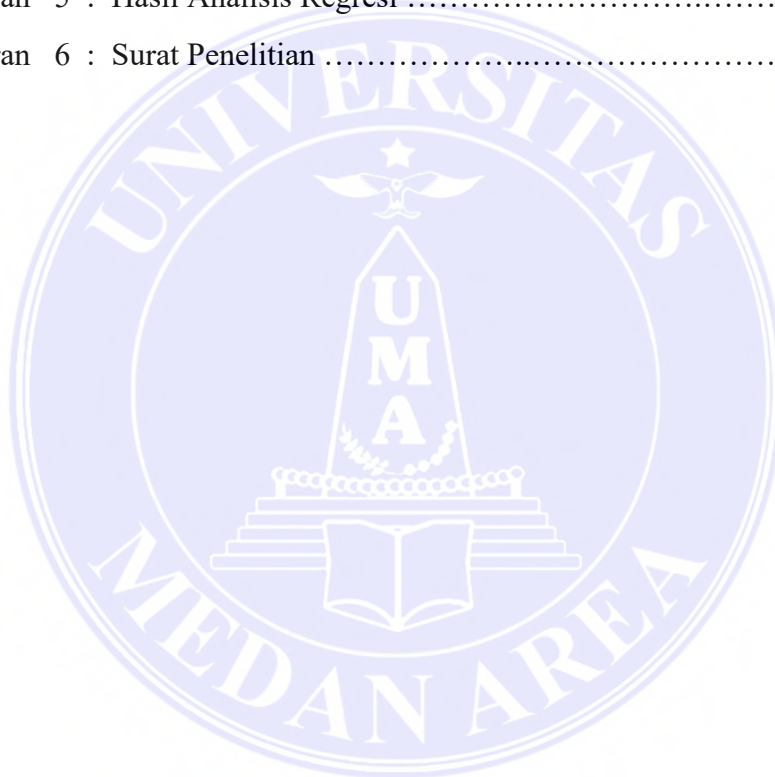 an 5 : Hasil Analisis Regresi ……………………..……
an 6 : Surat Penelitian ………………..…………………
UNIVERSITAS
UMA
MEDAN AREA